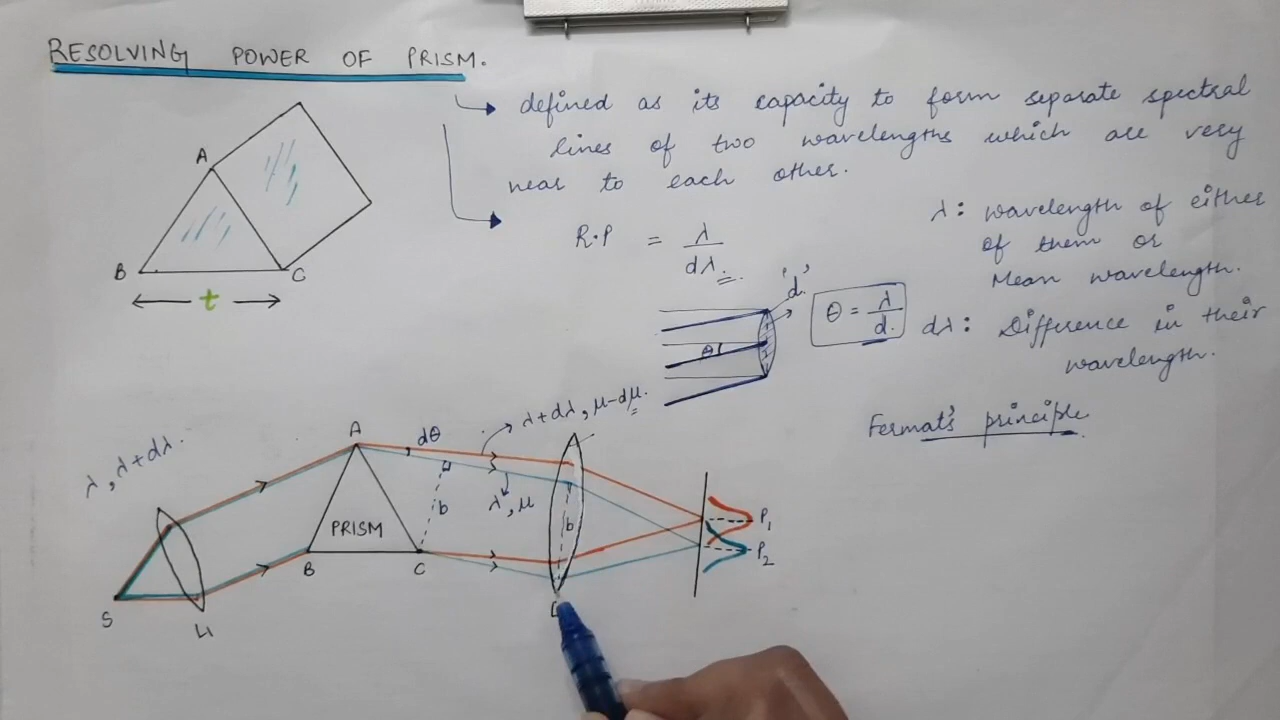 RESOLVING POWER OF PRISM.
defined as its capacity to form separate spectral
lines of two wavelengths which are very
near to each other.
A
B
C
t
R.P = λ/dλ.
λ: wavelength of either
of them or
Mean wavelength.
'd'
θ = λ/d.
θ
dλ: Difference in their
wavelength.
Fermat's principle
λ, λ+dλ.
A
dθ
λ+dλ, μ-dμ.
λ, μ
b
b
PRISM
B
C
S
L1
P1
P2